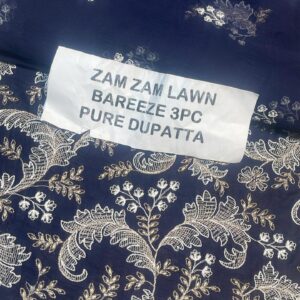 ZAM ZAM LAWN
BAREEZE 3PC
PURE DUPATTA